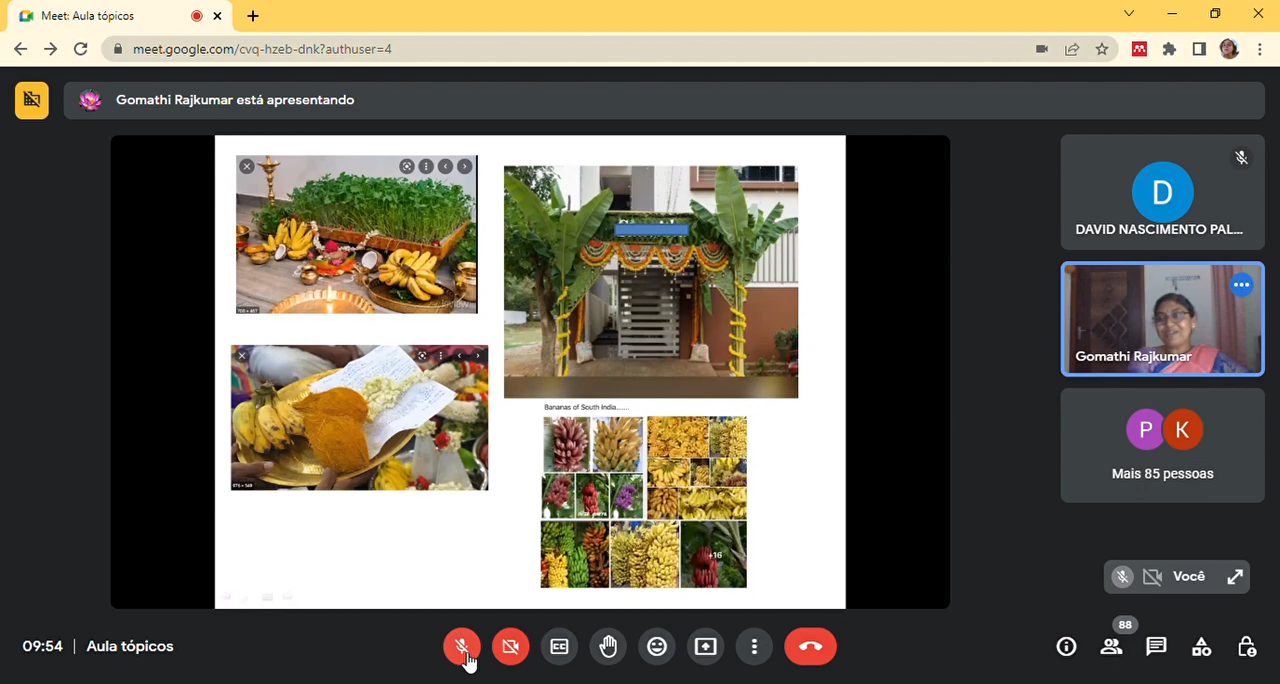 Meet: Aula tópicos
meet.google.com/cvq-hzeb-dnk?authuser=4
Gomathi Rajkumar está apresentando
D
DAVID NASCIMENTO PAL...
Gomathi Rajkumar
Bananas of South India......
+16
P K
Mais 85 pessoas
Você
09:54 | Aula tópicos
88